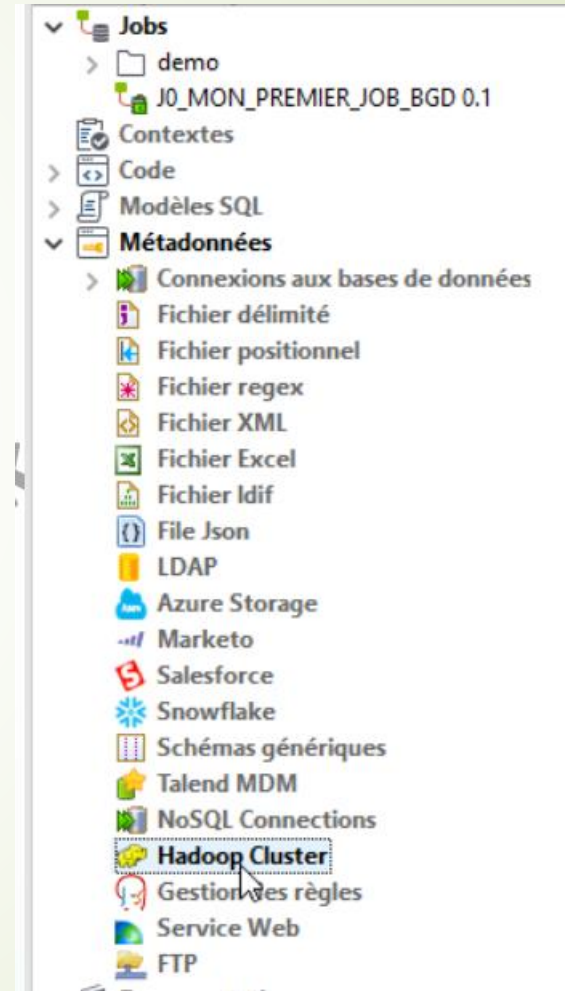 Jobs
demo
J0_MON_PREMIER_JOB_BGD 0.1
Contextes
Code
Modèles SQL
Métadonnées
Connexions aux bases de données
Fichier délimité
Fichier positionnel
Fichier regex
Fichier XML
Fichier Excel
Fichier ldif
File Json
LDAP
Azure Storage
Marketo
Salesforce
Snowflake
Schémas génériques
Talend MDM
NoSQL Connections
Hadoop Cluster
Gestion des règles
Service Web
FTP